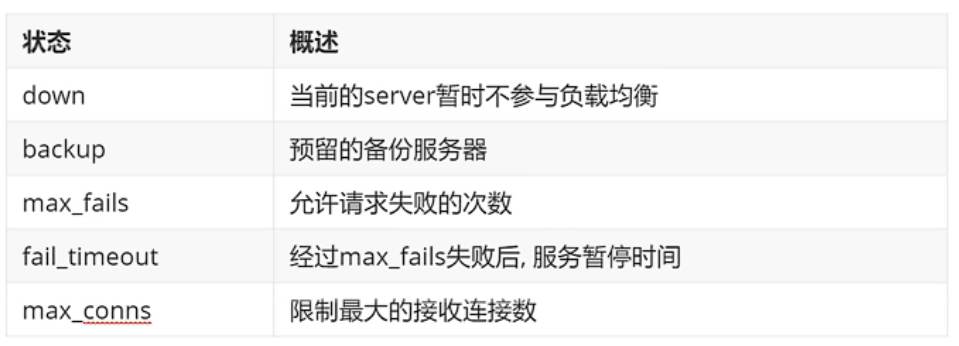 状态 概述
down 当前的server暂时不参与负载均衡
backup 预留的备份服务器
max_fails 允许请求失败的次数
fail_timeout 经过max_fails失败后, 服务暂停时间
max_conns 限制最大的接收连接数